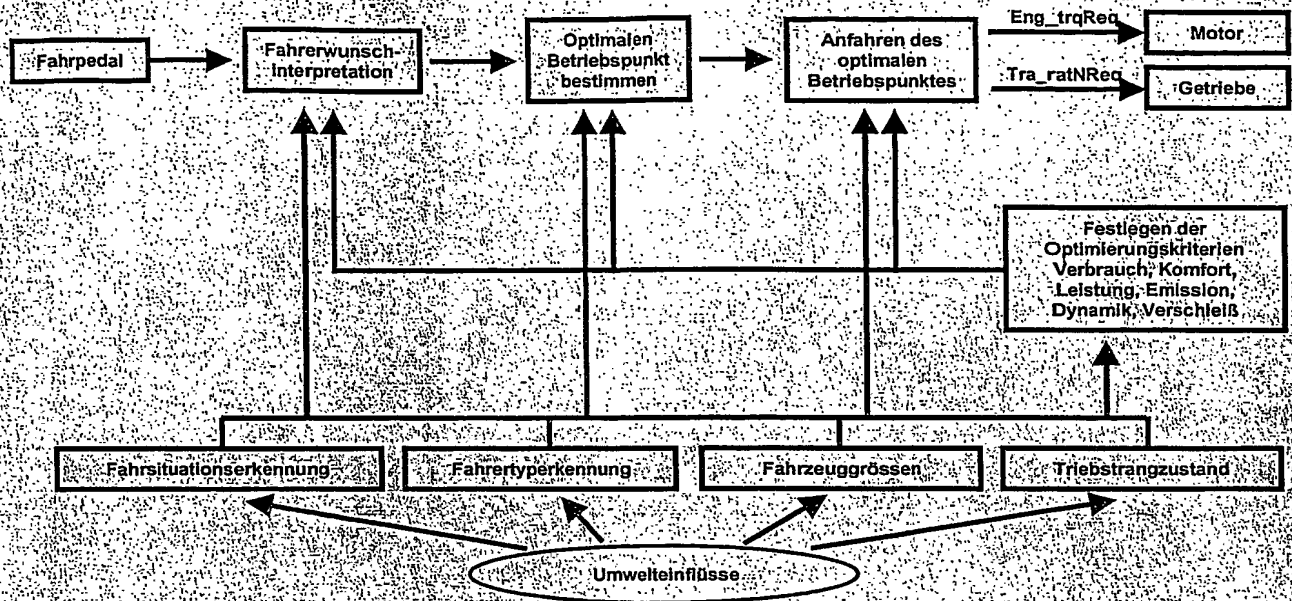 Fahrpedal
Fahrerwunsch-
interpretation
Optimalen
Betriebspunkt
bestimmen
Anfahren des
optimalen
Betriebspunktes
Eng_trqReq
Motor
Tra_ratNReq
Getriebe
Festlegen der
Optimierungskriterien
Verbrauch, Komfort,
Leistung, Emission,
Dynamik, Verschleiß
Fahrsituationserkennung
Fahrertyperkennung
Fahrzeuggrössen
Triebstrangzustand
Umwelteinflüsse